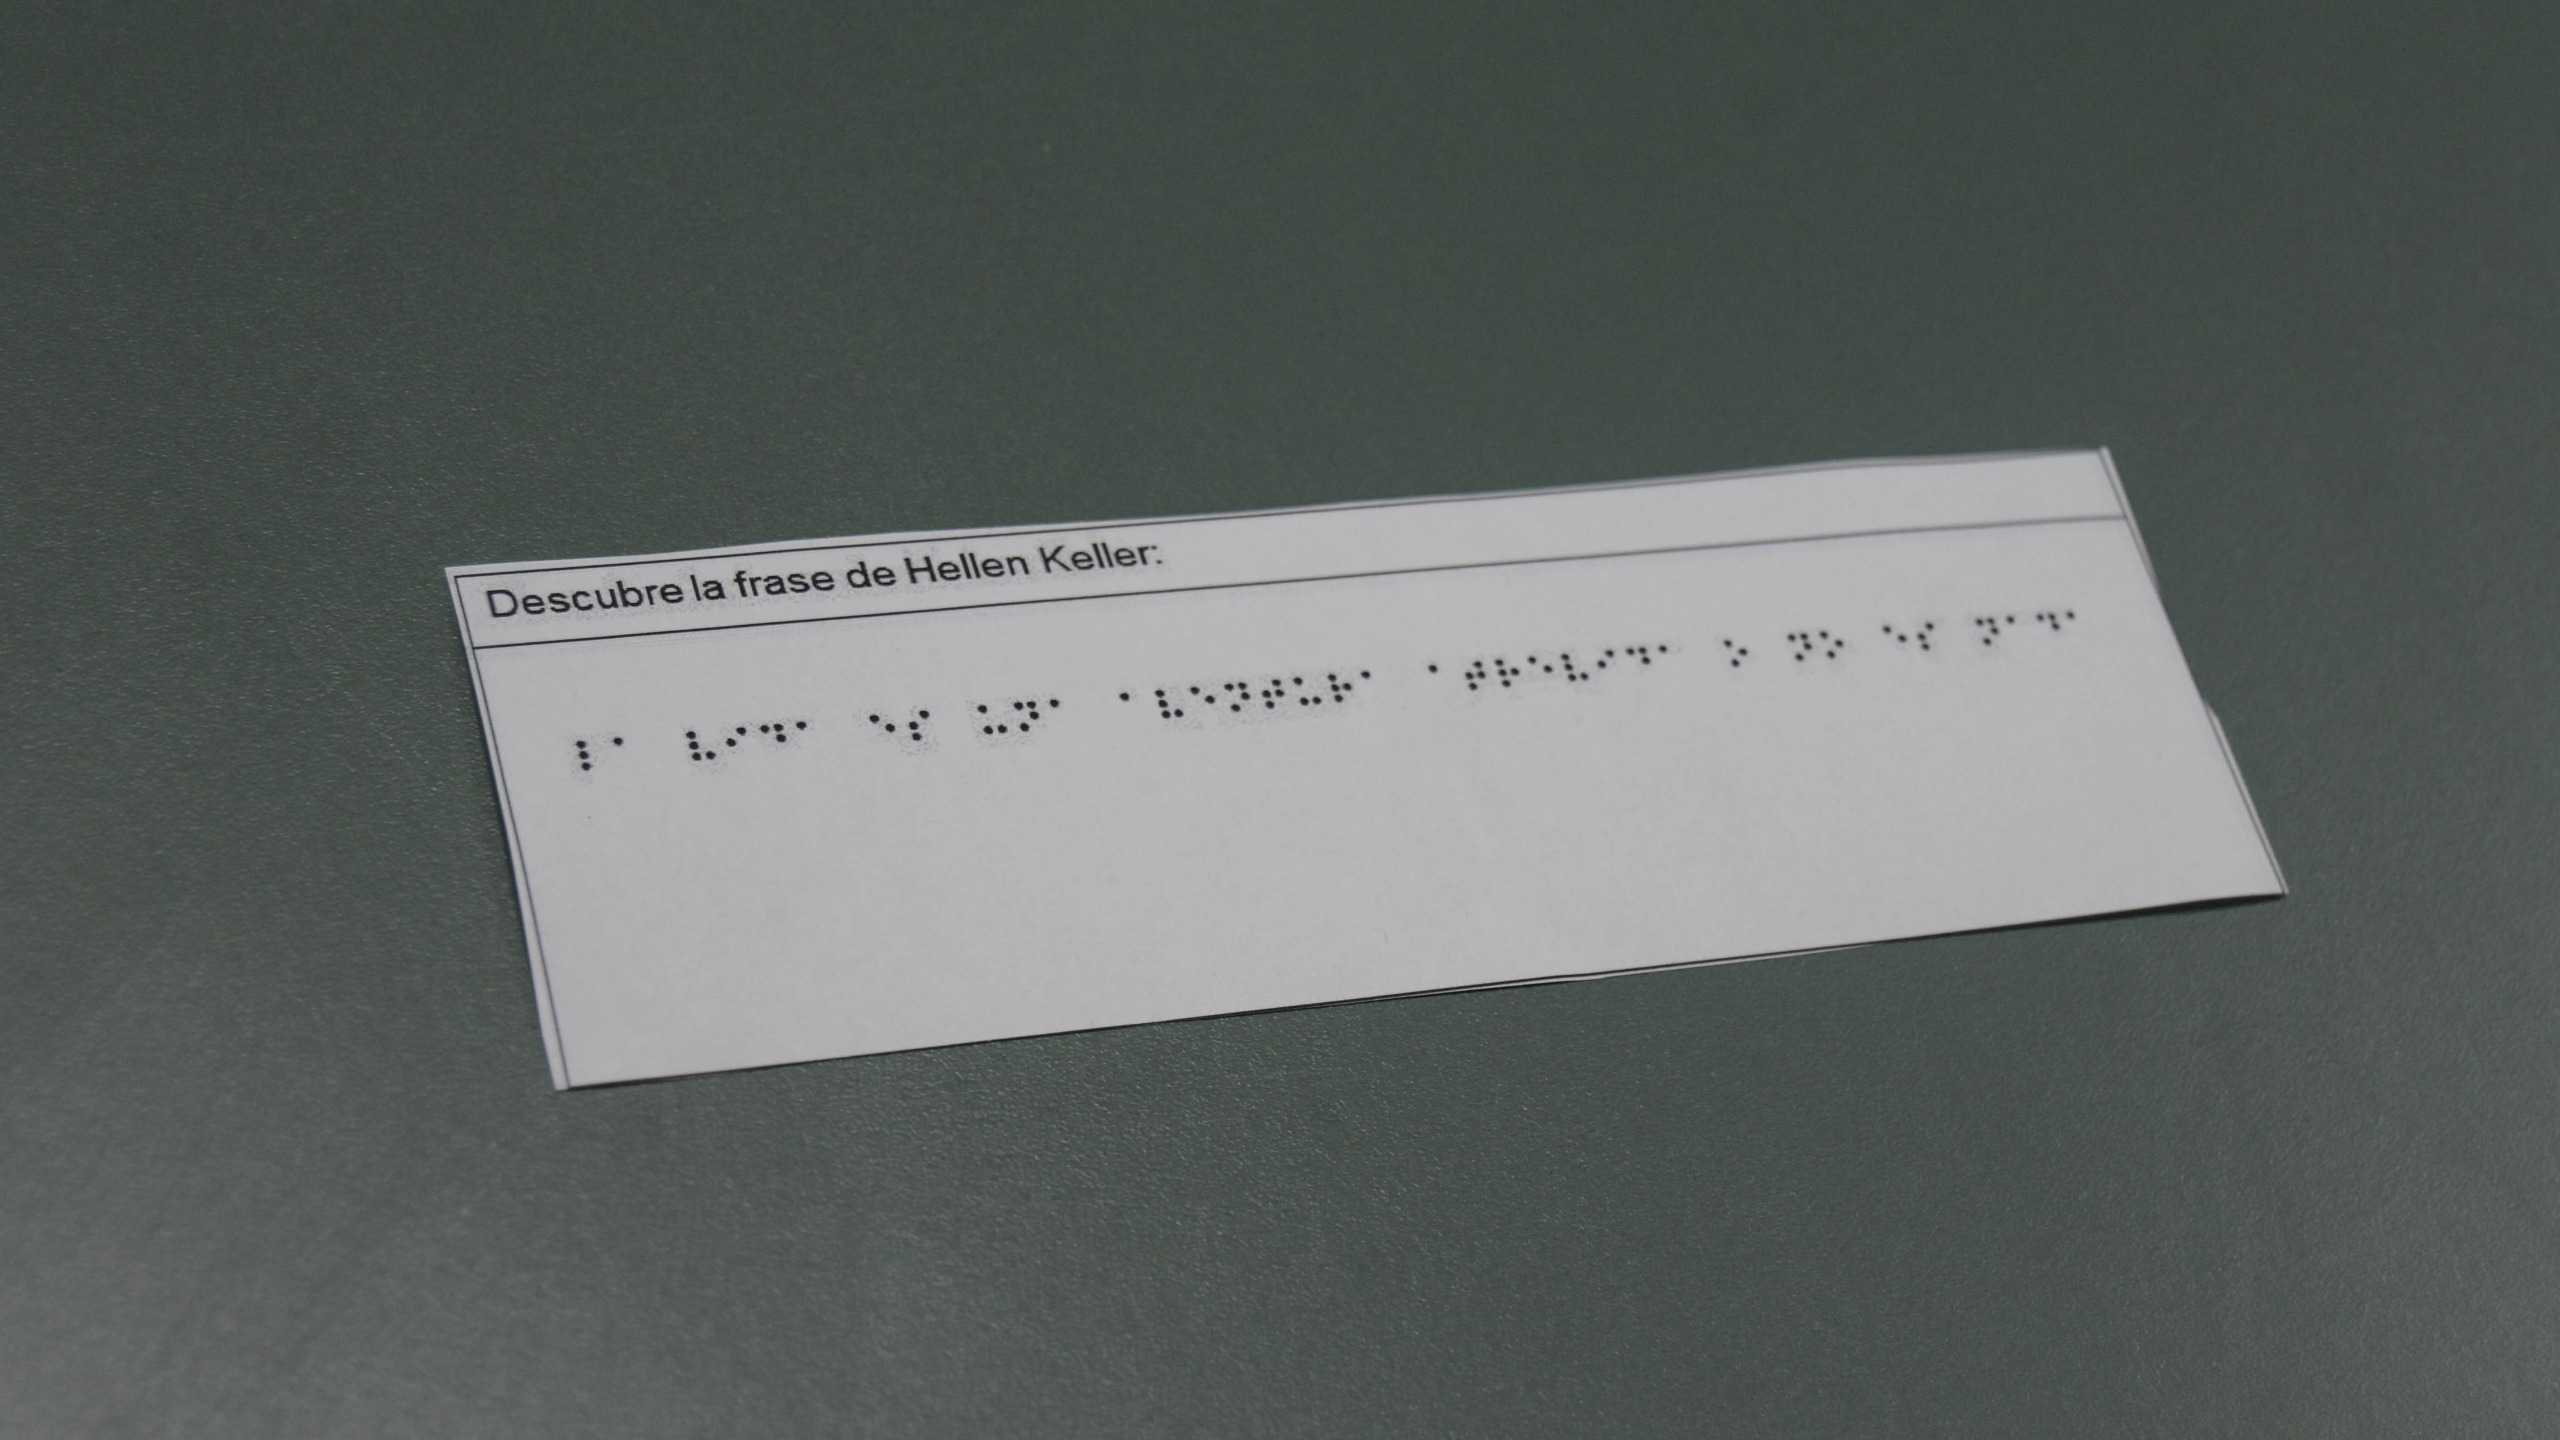 Descubre la frase de Hellen Keller:
⠇⠁ ⠧⠊⠙⠁ ⠑⠎ ⠥⠝⠁ ⠁⠧⠑⠝⠞⠥⠗⠁ ⠁⠞⠗⠑⠧⠊⠙⠁ ⠕ ⠝⠕ ⠑⠎ ⠝⠁⠙⠁